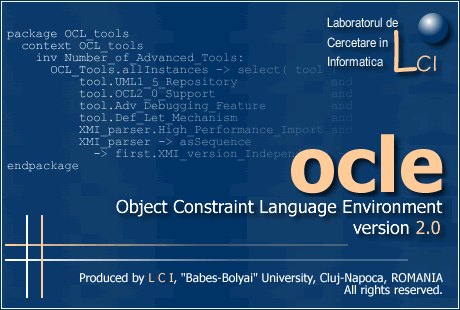 package OCL_tools
context OCL_tools
inv Number_of_Advanced_Tools:
OCL_Tools.allInstances -> select( tool |
tool.UML1_5_Repository and
tool.OCL2_0_Support and
tool.Adv_Debugging_Feature and
tool.Def_Let_Mechanism and
XMI_parser.High_Performance_Import and
XMI_parser -> asSequence
-> first.XMI_version_Independ
endpackage
Laboratorul de
Cercetare in
Informatica
LCI
ocle
Object Constraint Language Environment
version 2.0
Produced by L C I, "Babes-Bolyai" University, Cluj-Napoca, ROMANIA
All rights reserved.